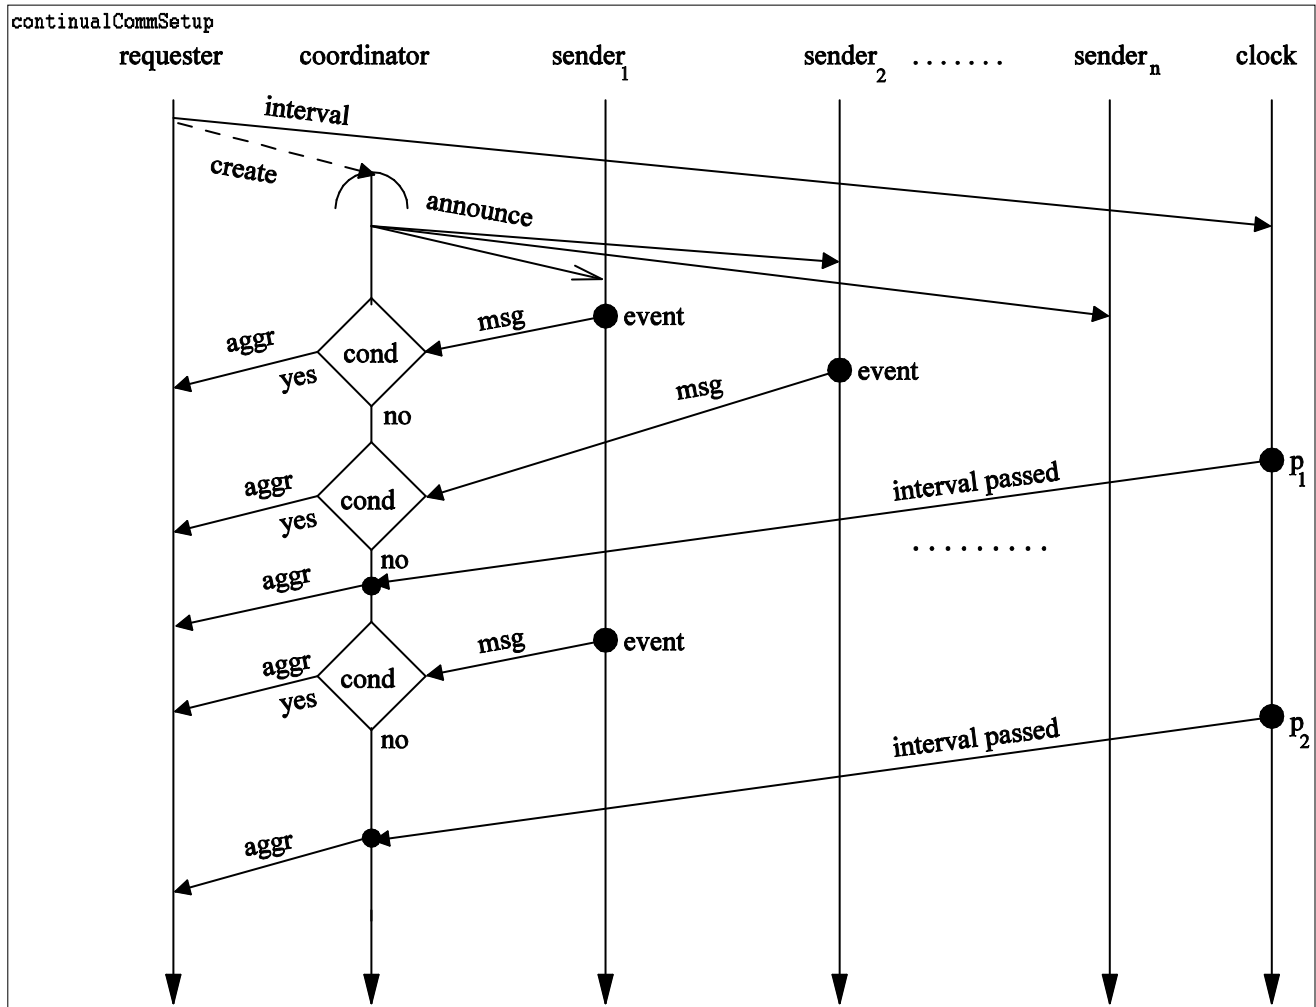 continualCommSetup
requester coordinator sender1 sender2 ....... sendern clock
interval
create
announce
msg event
aggr
cond
yes
event
msg
no
p1
interval passed
aggr
cond
yes
.........
no
aggr
msg event
aggr
cond
yes
p2
no
interval passed
aggr